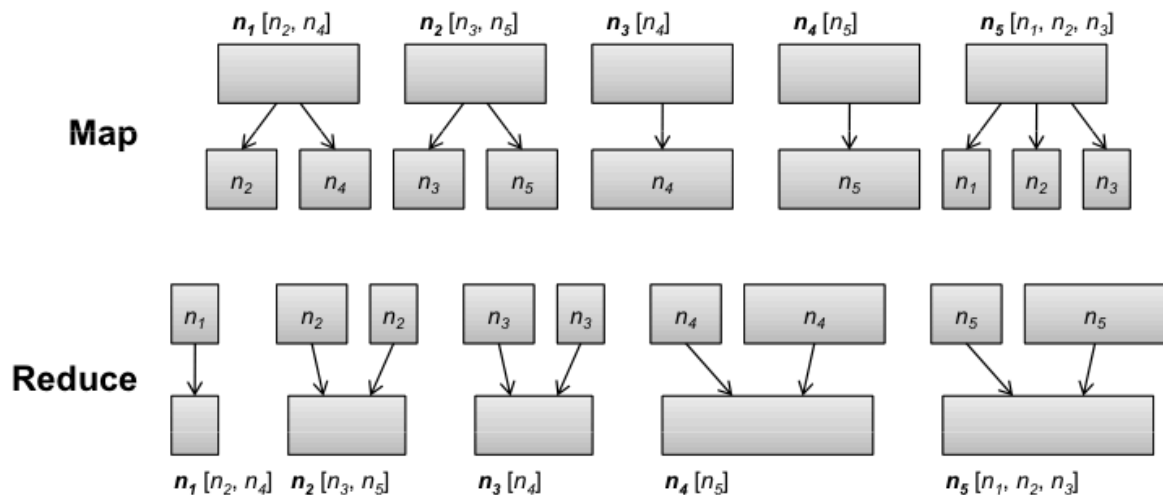 n₁ [n₂, n₄] n₂ [n₃, n₅] n₃ [n₄] n₄ [n₅] n₅ [n₁, n₂, n₃]
Map
n₂ n₄ n₃ n₅ n₄ n₅ n₁ n₂ n₃
n₁ n₂ n₂ n₃ n₃ n₄ n₄ n₅ n₅
Reduce
n₁ [n₂, n₄] n₂ [n₃, n₅] n₃ [n₄] n₄ [n₅] n₅ [n₁, n₂, n₃]